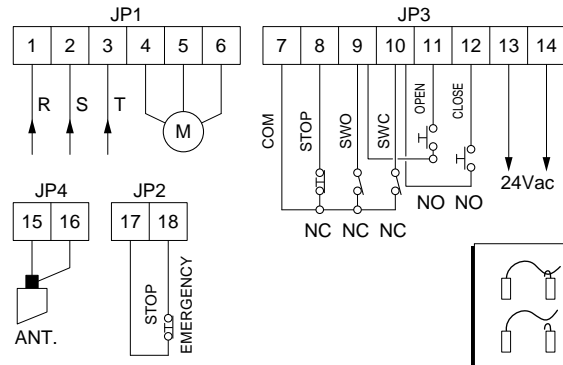 JP1
JP3
1 2 3 4 5 6
7 8 9 10 11 12 13 14
R S T
M
COM
STOP
SWO
SWC
OPEN
CLOSE
24Vac
NO NO
NC NC NC
JP4
JP2
15 16
17 18
STOP
EMERGENCY
ANT.